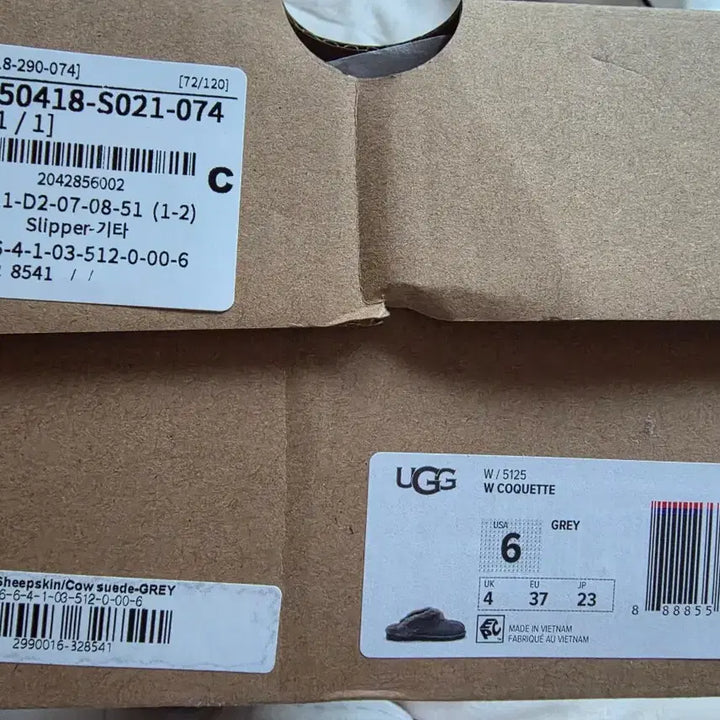 8-290-074]
[72/120]
50418-S021-074
1 / 1]
2042856002
C
1-D2-07-08-51 (1-2)
Slipper-기타
6-4-1-03-512-0-00-6
8541 / /
UGG
W / 5125
W COQUETTE
USA
6
GREY
UK
4
EU
37
JP
23
MADE IN VIETNAM
FABRIQUÉ AU VIETNAM
8 88855
Sheepskin/Cow suede-GREY
6-6-4-1-03-512-0-00-6
2990016-328541